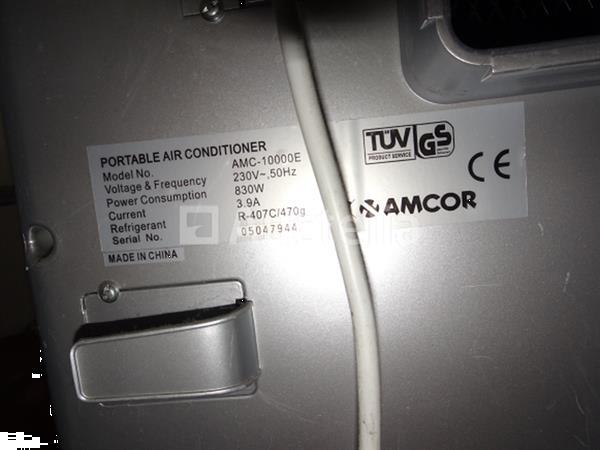 PORTABLE AIR CONDITIONER
Model No. AMC-10000E
Voltage & Frequency 230V~,50Hz
Power Consumption 830W
Current 3.9A
Refrigerant R-407C/470g
Serial No. 05047944
MADE IN CHINA
TÜV GS
PRODUCT SERVICE
CE
AMCOR